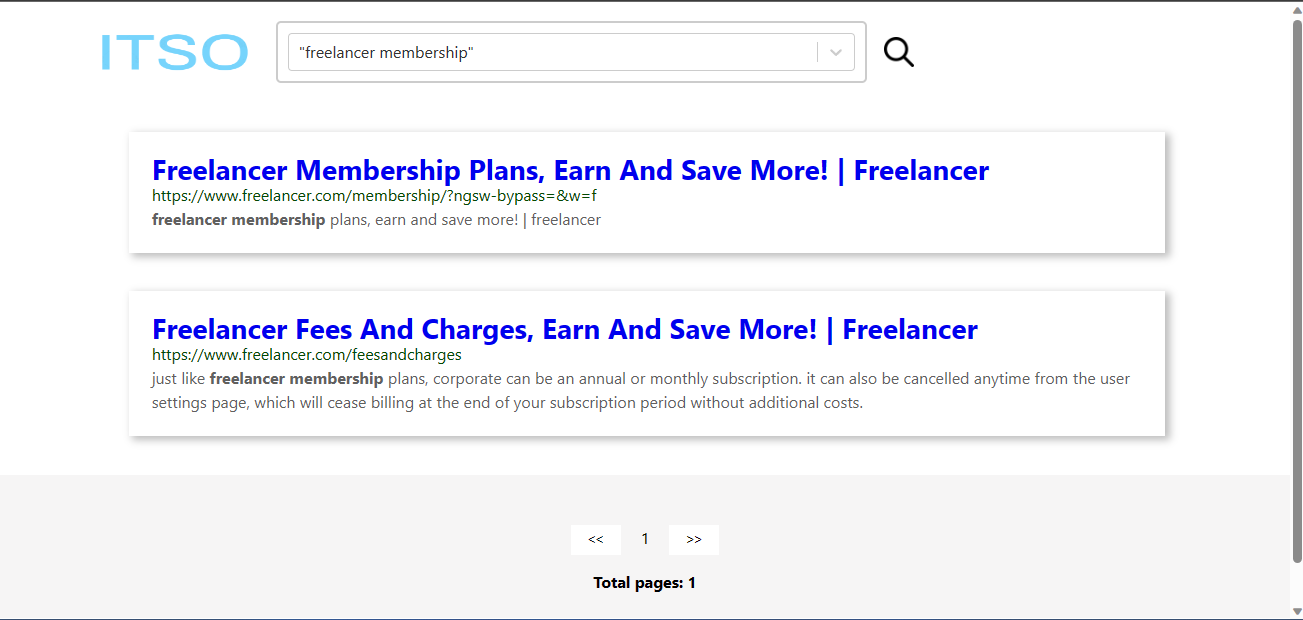 ITSO
"freelancer membership"
Freelancer Membership Plans, Earn And Save More! | Freelancer
https://www.freelancer.com/membership/?ngsw-bypass=&w=f
freelancer membership plans, earn and save more! | freelancer
Freelancer Fees And Charges, Earn And Save More! | Freelancer
https://www.freelancer.com/feesandcharges
just like freelancer membership plans, corporate can be an annual or monthly subscription. it can also be cancelled anytime from the user
settings page, which will cease billing at the end of your subscription period without additional costs.
<< 1 >>
Total pages: 1